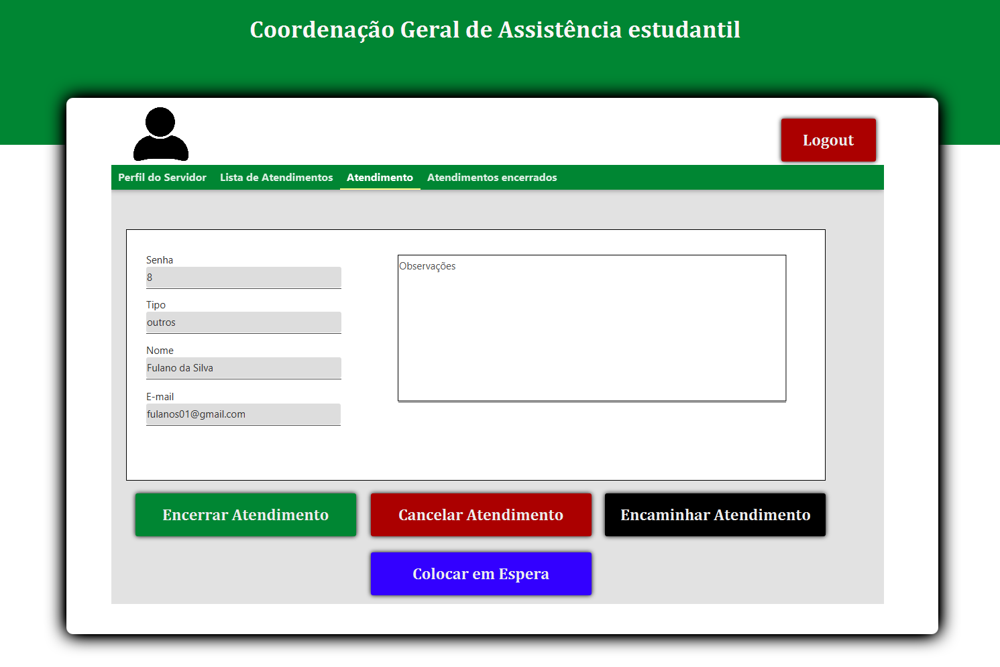 Coordenação Geral de Assistência estudantil
Logout
Perfil do Servidor Lista de Atendimentos Atendimento Atendimentos encerrados
Senha
8
Tipo
outros
Nome
Fulano da Silva
E-mail
fulanos01@gmail.com
Observações
Encerrar Atendimento Cancelar Atendimento Encaminhar Atendimento
Colocar em Espera